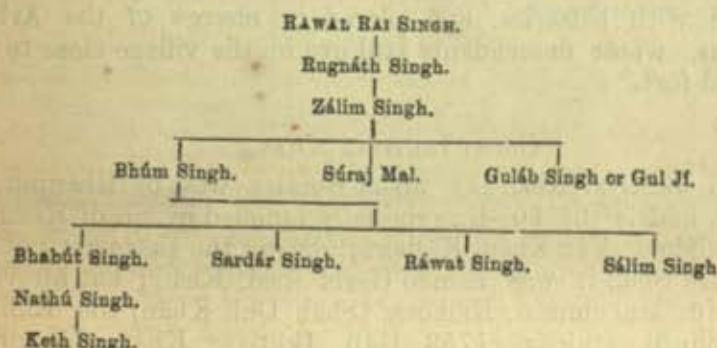 RAWAL RAI SINGH.
Rugnáth Singh.
Zálim Singh.
Bhúm Singh. Súraj Mal. Guláb Singh or Gul Jí.
Bhabút Singh. Sardár Singh. Ráwat Singh. Sálim Singh
Nathú Singh.
Keth Singh.